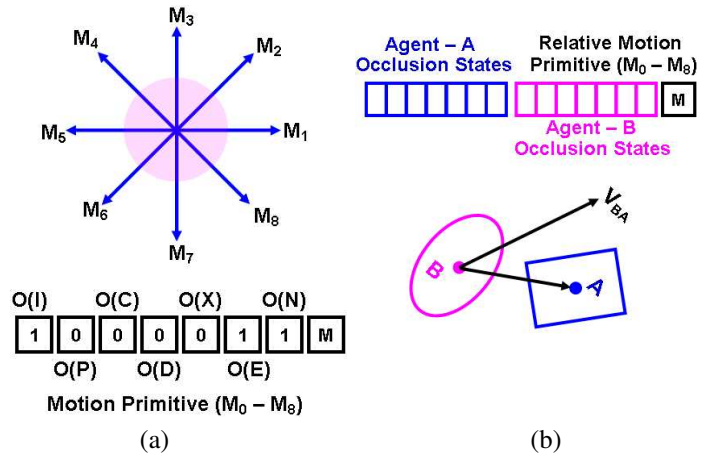 M₃
M₄
M₂
M₅
M₁
M₆
M₈
M₇
O(I) O(C) O(X) O(N)
1 0 0 0 0 1 1 M
O(P) O(D) O(E)
Motion Primitive (M₀ – M₈)
(a)
Agent – A
Occlusion States
Relative Motion
Primitive (M₀ – M₈)
M
Agent – B
Occlusion States
V_BA
B
A
(b)